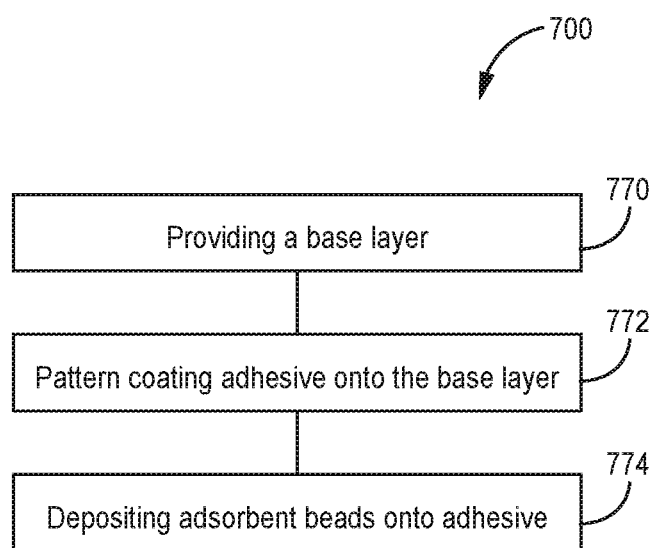 700
770
Providing a base layer
772
Pattern coating adhesive onto the base layer
774
Depositing adsorbent beads onto adhesive